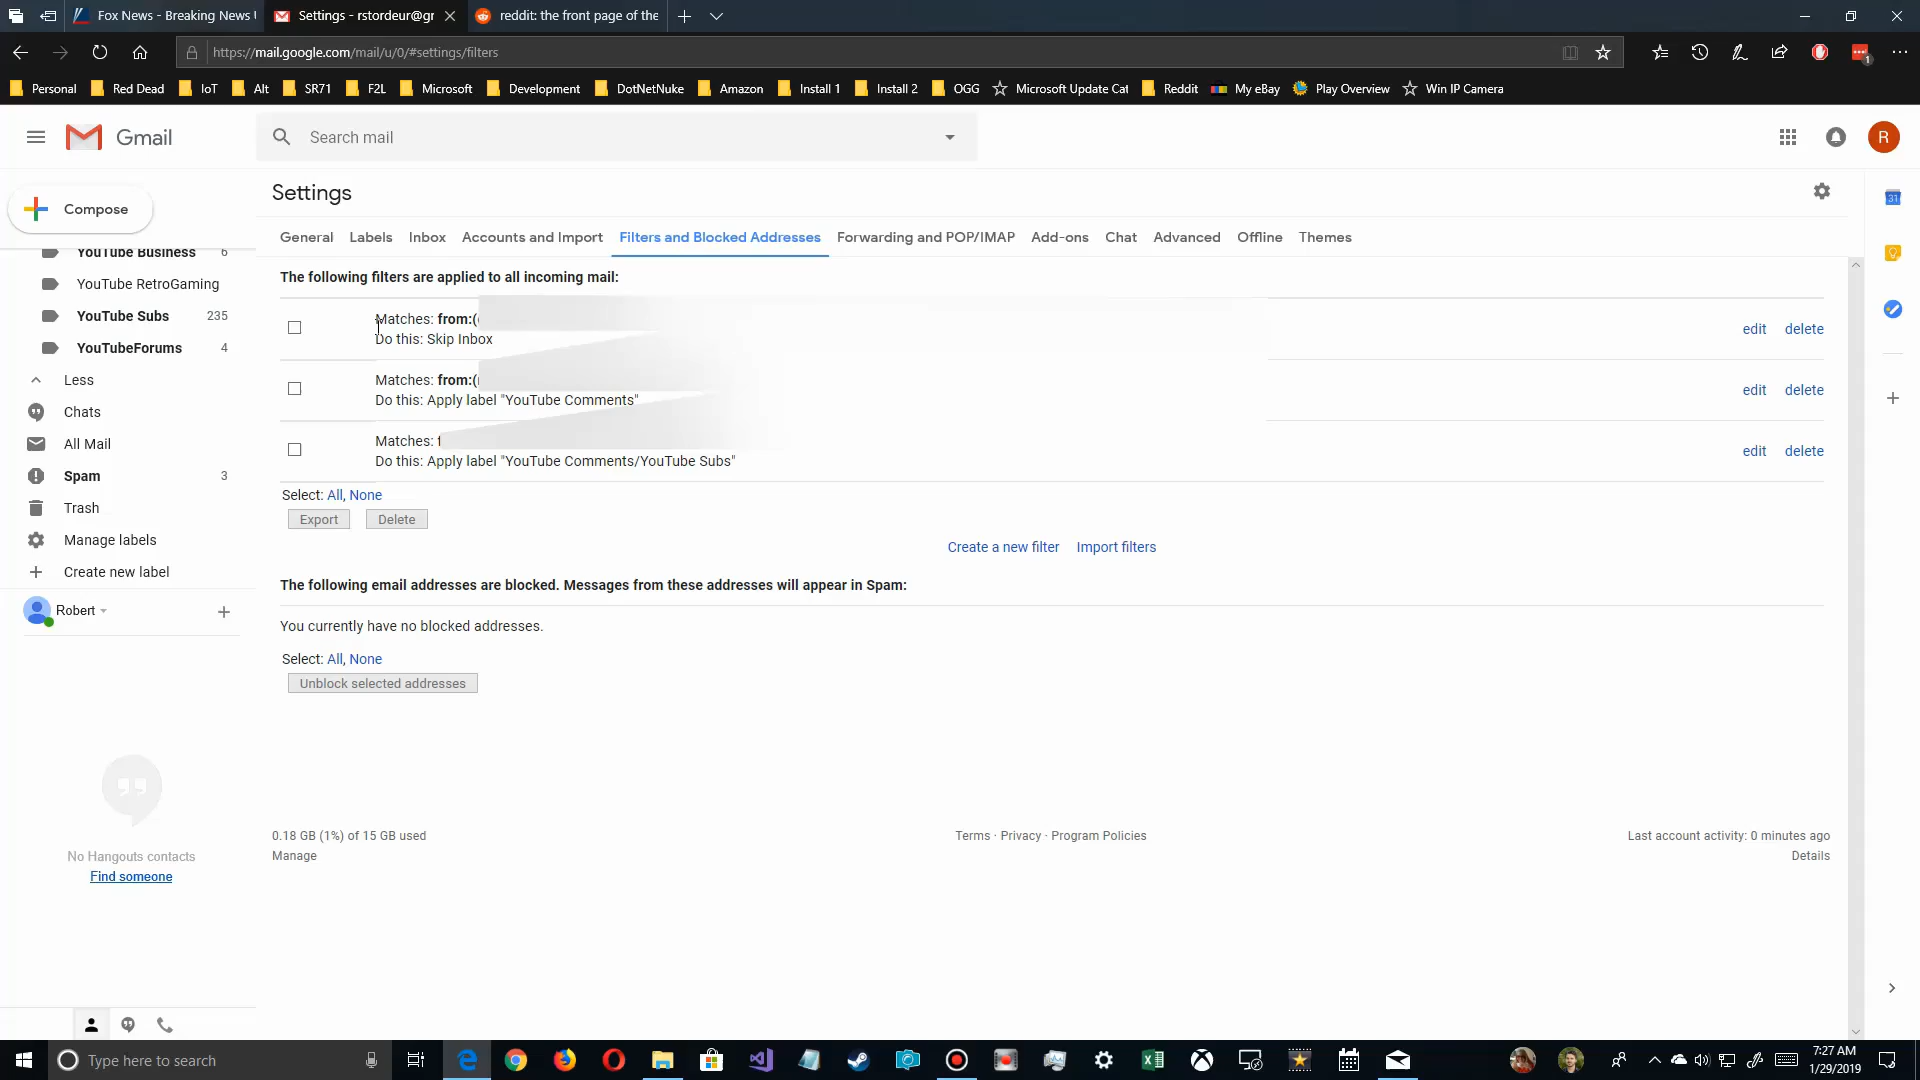 Fox News - Breaking News
Settings - rstordeur@gr
reddit: the front page of the
https://mail.google.com/mail/u/0/#settings/filters
1
Personal Red Dead IoT Alt SR71 F2L Microsoft Development DotNetNuke Amazon Install 1 Install 2 OGG Microsoft Update Cat Reddit My eBay Play Overview Win IP Camera
Gmail
Search mail
R
Compose
Settings
31
General Labels Inbox Accounts and Import Filters and Blocked Addresses Forwarding and POP/IMAP Add-ons Chat Advanced Offline Themes
YouTube Business 6
YouTube RetroGaming
YouTube Subs 235
YouTubeForums 4
Less
Chats
All Mail
Spam 3
Trash
Manage labels
Create new label
Robert
No Hangouts contacts
Find someone
The following filters are applied to all incoming mail:
Matches: from:(
Do this: Skip Inbox
edit delete
Matches: from:(
Do this: Apply label "YouTube Comments"
edit delete
Matches:
Do this: Apply label "YouTube Comments/YouTube Subs"
edit delete
Select: All, None
Export Delete
Create a new filter Import filters
The following email addresses are blocked. Messages from these addresses will appear in Spam:
You currently have no blocked addresses.
Select: All, None
Unblock selected addresses
0.18 GB (1%) of 15 GB used
Manage
Terms · Privacy · Program Policies
Last account activity: 0 minutes ago
Details
Type here to search
7:27 AM
1/29/2019